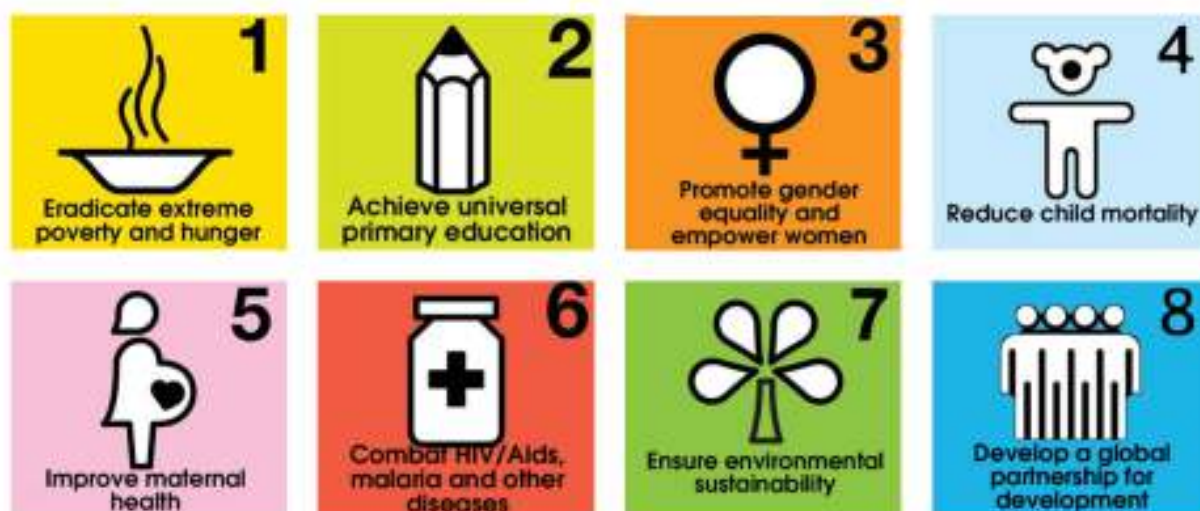 1
Eradicate extreme
poverty and hunger
2
Achieve universal
primary education
3
Promote gender
equality and
empower women
4
Reduce child mortality
5
Improve maternal
health
6
Combat HIV/Aids,
malaria and other
diseases
7
Ensure environmental
sustainability
8
Develop a global
partnership for
development